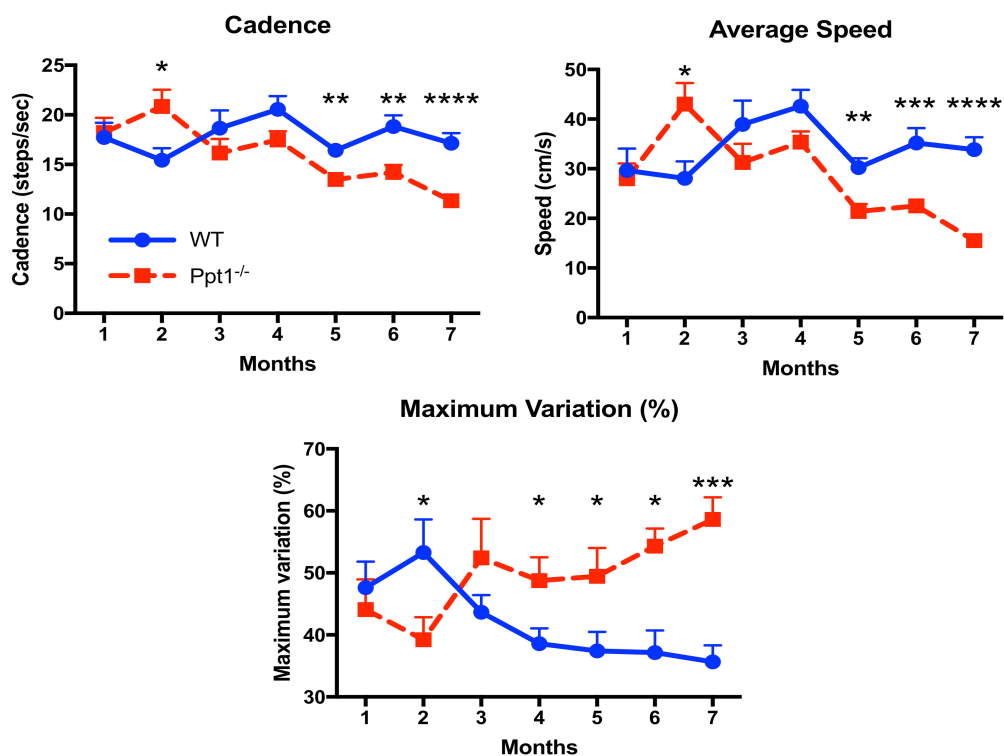 Cadence
* ** ** ****
25
20
15
10
5
0
Cadence (steps/sec)
WT
Ppt1-/-
1 2 3 4 5 6 7
Months
Average Speed
* ** *** ****
50
40
30
20
10
0
Speed (cm/s)
1 2 3 4 5 6 7
Months
Maximum Variation (%)
* * * * ***
70
60
50
40
30
Maximum variation (%)
1 2 3 4 5 6 7
Months